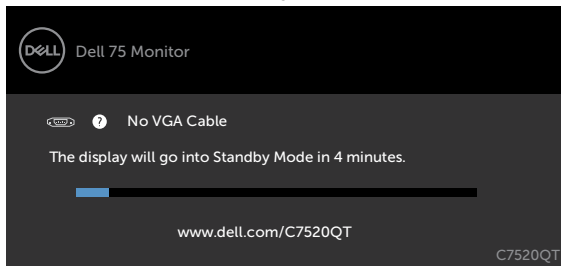 DELL Dell 75 Monitor
? No VGA Cable
The display will go into Standby Mode in 4 minutes.
www.dell.com/C7520QT
C7520QT